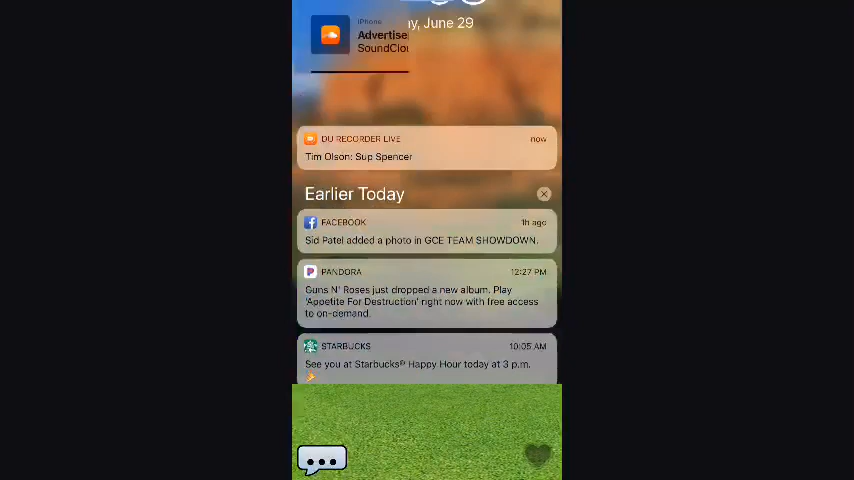 iPhone
y, June 29
Advertise
SoundClou
DU RECORDER LIVE
now
Tim Olson: Sup Spencer
Earlier Today
FACEBOOK
1h ago
Sid Patel added a photo in GCE TEAM SHOWDOWN.
PANDORA
12:27 PM
Guns N' Roses just dropped a new album. Play
'Appetite For Destruction' right now with free access
to on-demand.
STARBUCKS
10:05 AM
See you at Starbucks® Happy Hour today at 3 p.m.